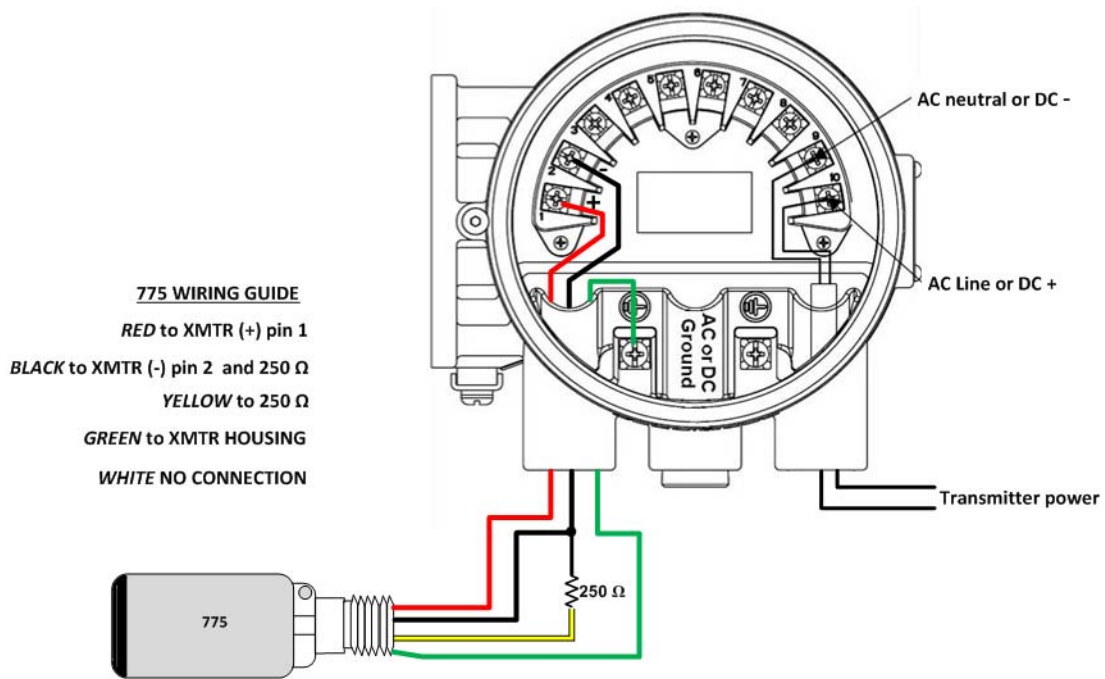 1
2
3
4
5
6
7
8
9
10
-
+
AC neutral or DC -
AC Line or DC +
AC or DC
Ground
775 WIRING GUIDE
RED to XMTR (+) pin 1
BLACK to XMTR (-) pin 2 and 250 Ω
YELLOW to 250 Ω
GREEN to XMTR HOUSING
WHITE NO CONNECTION
Transmitter power
250 Ω
775